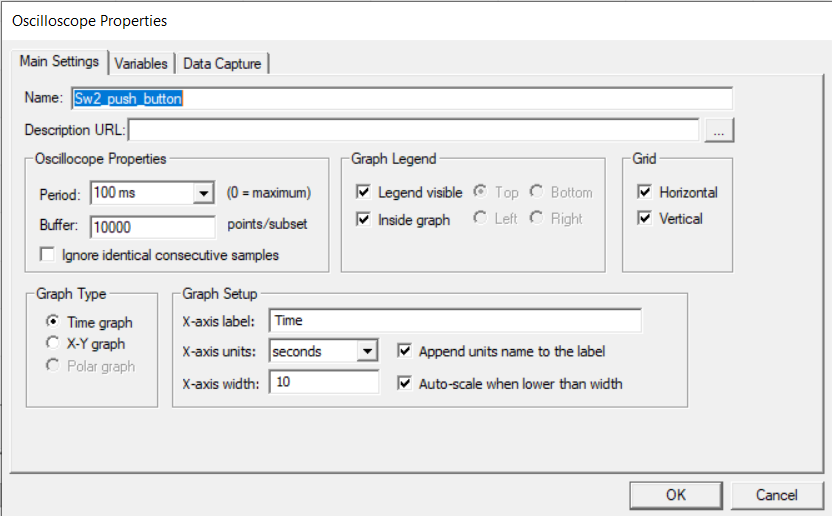 Oscilloscope Properties
Main Settings Variables Data Capture
Name: Sw2_push_button
Description URL: ...
Oscillocope Properties Graph Legend Grid
Period: 100 ms (0 = maximum) Legend visible Top Bottom Horizontal
Buffer: 10000 points/subset Inside graph Left Right Vertical
Ignore identical consecutive samples
Graph Type Graph Setup
Time graph X-axis label: Time
X-Y graph X-axis units: seconds Append units name to the label
Polar graph X-axis width: 10 Auto-scale when lower than width
OK Cancel